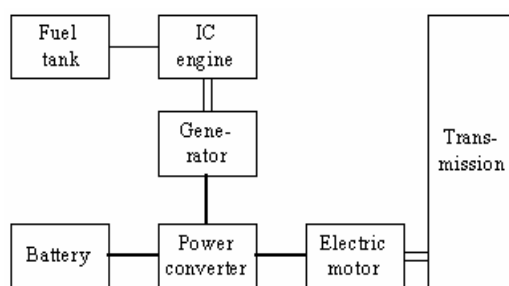 Fuel
tank
IC
engine
Gene-
rator
Trans-
mission
Battery
Power
converter
Electric
motor